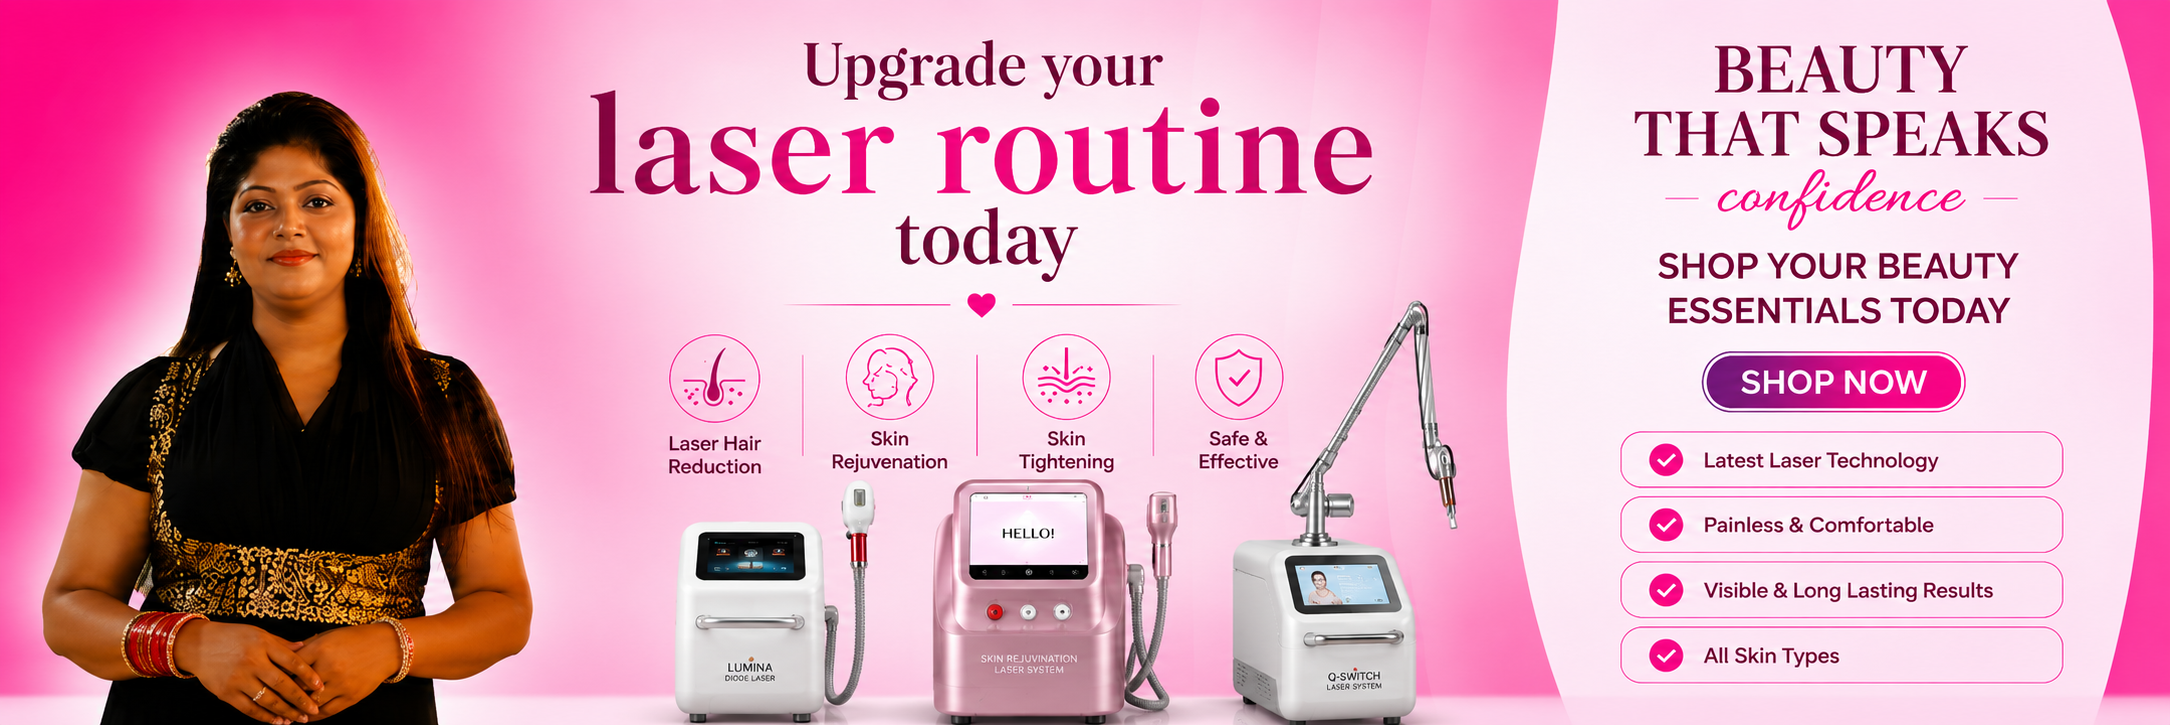 Upgrade your
laser routine
today
Laser Hair
Reduction
Skin
Rejuvenation
Skin
Tightening
Safe &
Effective
HELLO!
LUMINA
DIODE LASER
SKIN REJUVINATION
LASER SYSTEM
Q-SWITCH
LASER SYSTEM
BEAUTY
THAT SPEAKS
confidence
SHOP YOUR BEAUTY
ESSENTIALS TODAY
SHOP NOW
Latest Laser Technology
Painless & Comfortable
Visible & Long Lasting Results
All Skin Types